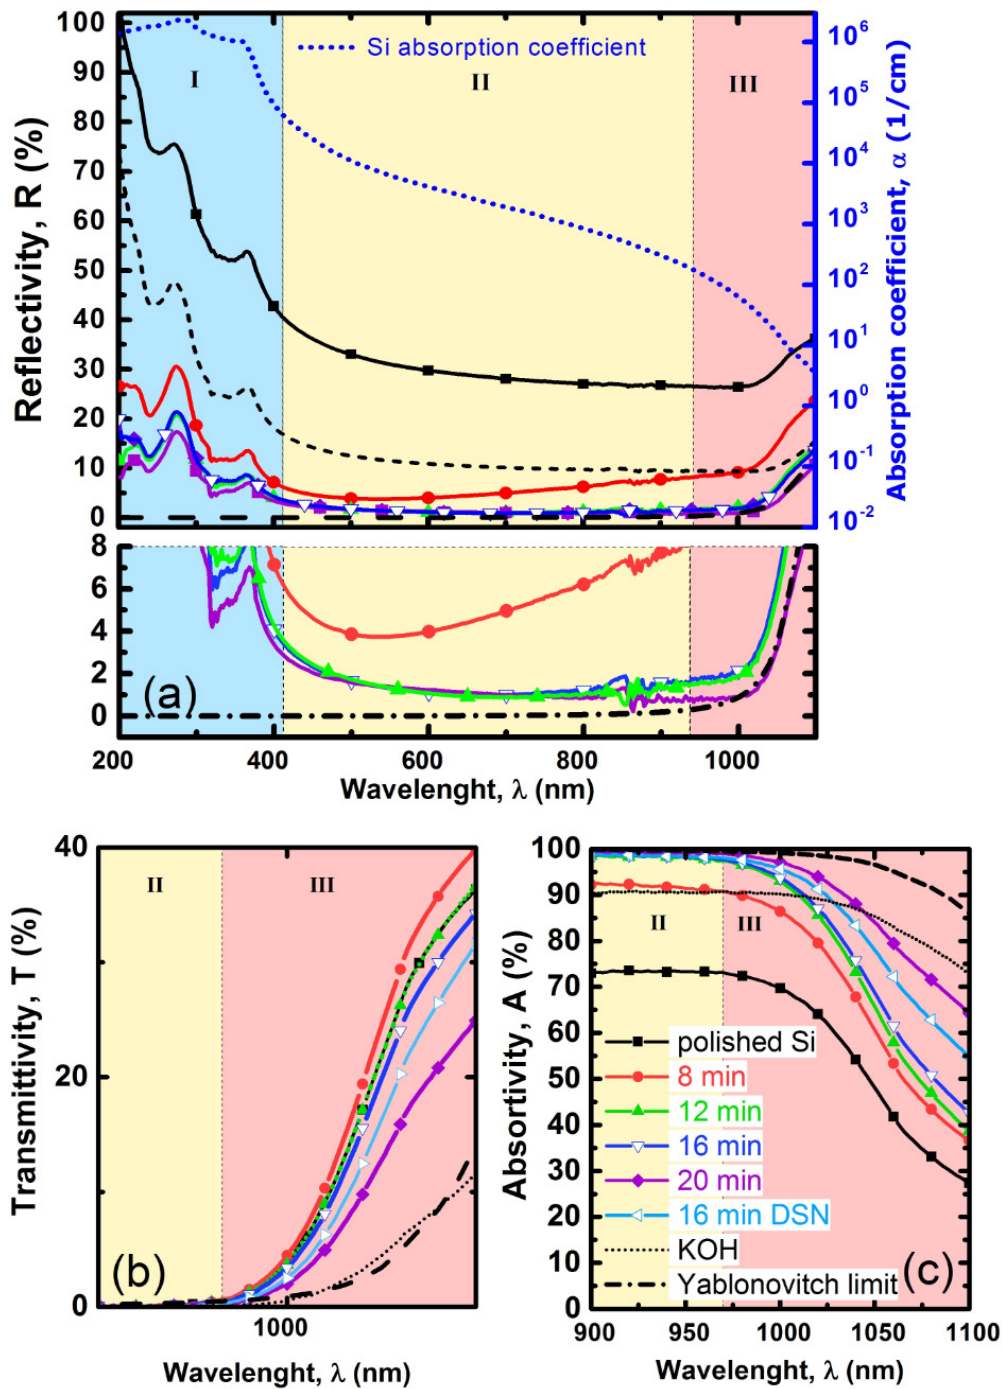 Si absorption coefficient
I
II
III
100
90
80
70
60
50
40
30
20
10
0
Reflectivity, R (%)
10^6
10^5
10^4
10^3
10^2
10^1
10^0
10^-1
10^-2
Absorption coefficient, α (1/cm)
8
6
4
2
0
(a)
200
400
600
800
1000
Wavelenght, λ (nm)
40
20
0
Transmittivity, T (%)
II
III
(b)
1000
Wavelenght, λ (nm)
100
90
80
70
60
50
40
30
20
10
0
Absortivity, A (%)
II
III
polished Si
8 min
12 min
16 min
20 min
16 min DSN
KOH
Yablonovitch limit
(c)
900
950
1000
1050
1100
Wavelenght, λ (nm)